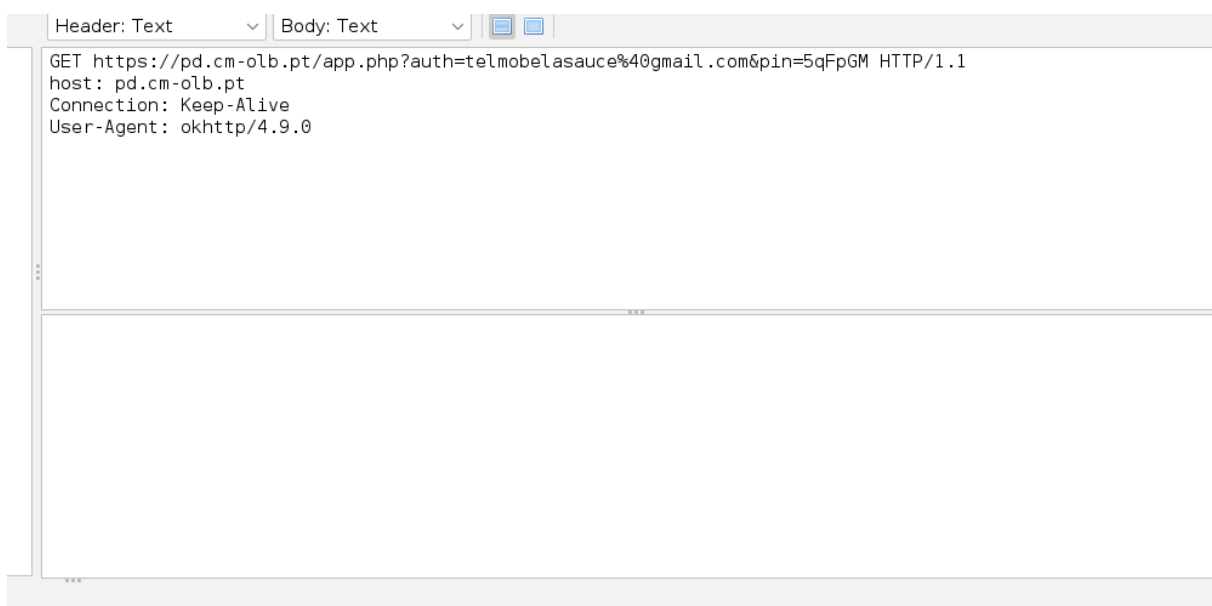 Header: Text Body: Text
GET https://pd.cm-olb.pt/app.php?auth=telmobelasauce%40gmail.com&pin=5qFpGM HTTP/1.1
host: pd.cm-olb.pt
Connection: Keep-Alive
User-Agent: okhttp/4.9.0